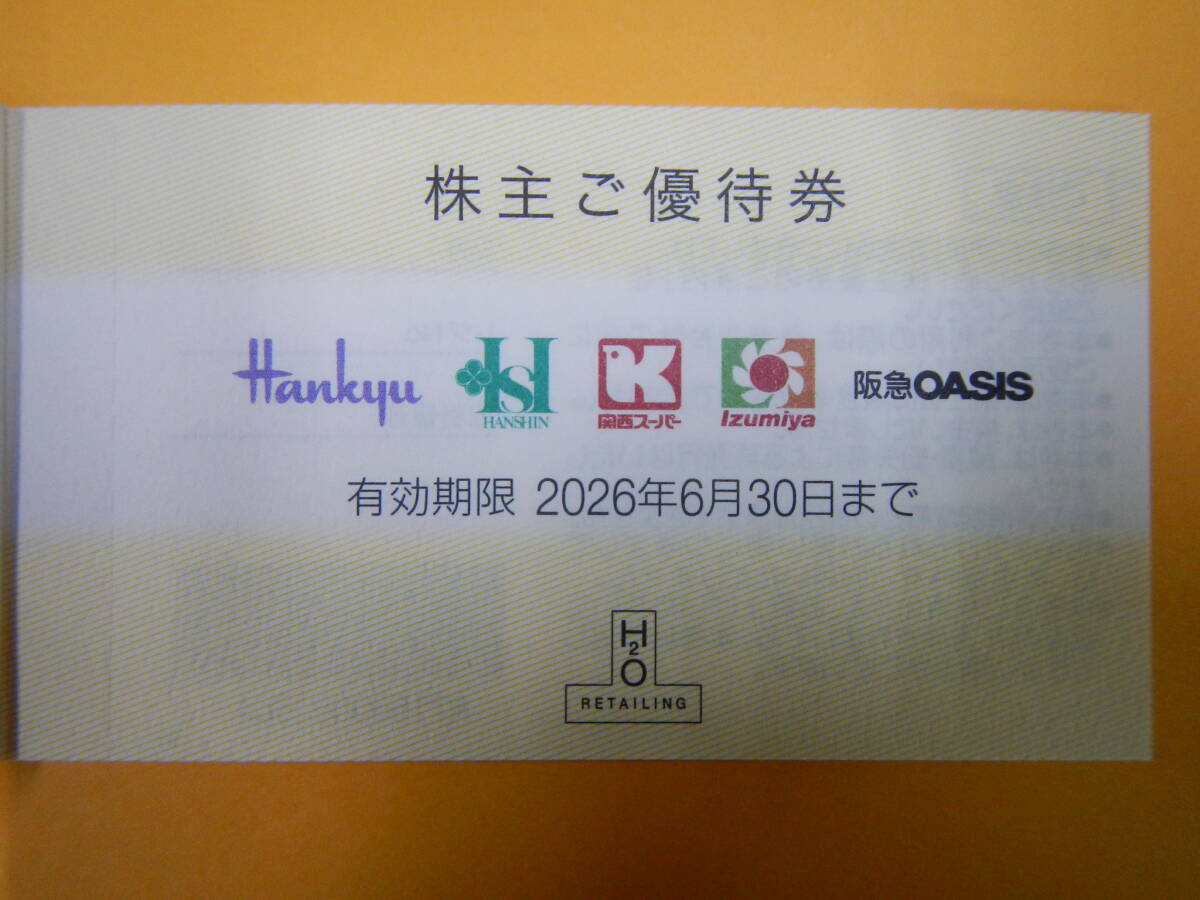 株主ご優待券
Hankyu
HS HANSHIN
K 関西スーパー
Izumiya
阪急OASIS
有効期限 2026年6月30日まで
H2O
RETAILING